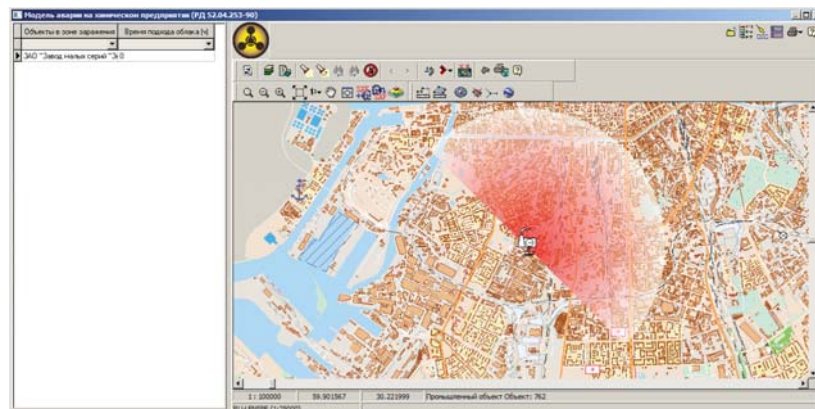 Модель аварии на химическом предприятии (РД 52.04.253-90)
Объекты в зоне заражения Время подхода облака (ч)
ЗАО "Завод малых серий 0
1:100000 59.901567 30.221999 Промышленный объект Объект: 762